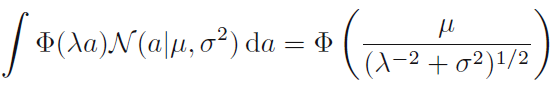 ∫ Φ(λa)𝒩(a|μ, σ²) da = Φ ( μ / (λ⁻² + σ²)^{1/2} )